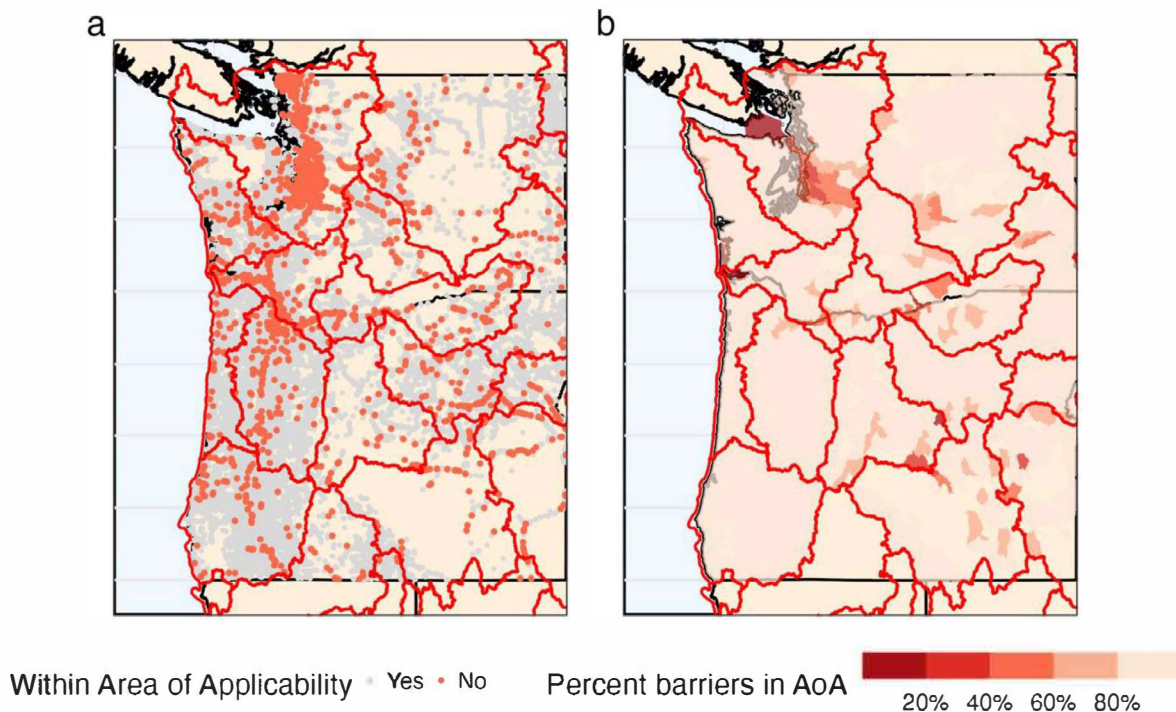 a b
Within Area of Applicability Yes No Percent barriers in AoA
20% 40% 60% 80%